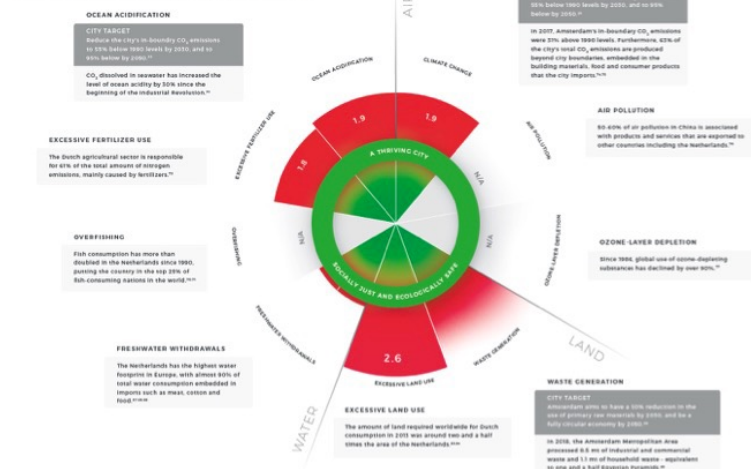 OCEAN ACIDIFICATION
CITY TARGET
Reduce the city's in-boundry CO₂ emissions
to 55% below 1990 levels by 2030, and to
95% below by 2050.
CO₂ dissolved in seawater has increased the
level of ocean acidity by 30% since the
beginning of the Industrial Revolution.
EXCESSIVE FERTILIZER USE
The Dutch agricultural sector is responsible
for 61% of the total amount of nitrogen
emissions, mainly caused by fertilizers.
OVERFISHING
Fish consumption has more than
doubled in the Netherlands since 1990,
putting the country in the top 25% of
fish-consuming nations in the world.
FRESHWATER WITHDRAWALS
The Netherlands has the highest water
footprint in Europe, with almost 90% of
total water consumption embedded in
imports such as meat, cotton and
food.
AIR
OCEAN ACIDIFICATION
CLIMATE CHANGE
EXCESSIVE FERTILIZER USE
AIR POLLUTION
1.9
1.9
1.8
A THRIVING CITY
N/A
N/A
N/A
OVERFISHING
OZONE LAYER DEPLETION
SOCIALLY JUST AND ECOLOGICALLY SAFE
FRESHWATER WITHDRAWALS
WASTE GENERATION
2.6
EXCESSIVE LAND USE
WATER
LAND
EXCESSIVE LAND USE
The amount of land required worldwide for Dutch
consumption in 2013 was around two and a half
times the area of the Netherlands.
55% below 1990 levels by 2030, and to 95%
below by 2050.
In 2017, Amsterdam's in-boundry CO₂ emissions
were 31% above 1990 levels. Furthermore, 63% of
the city's total CO₂ emissions are produced
beyond city boundaries, embedded in the
building materials, food and consumer products
that the city imports.
AIR POLLUTION
50-60% of air pollution in China is associated
with products and services that are exported to
other countries including the Netherlands.
OZONE-LAYER DEPLETION
Since 1986, global use of ozone-depleting
substances has declined by over 90%.
WASTE GENERATION
CITY TARGET
Amsterdam aims to have a 50% reduction in the
use of primary raw materials by 2030, and be a
fully circular economy by 2050.
In 2018, the Amsterdam Metropolitan Area
processed 8.5 mt of industrial and commercial
waste and 1.1 mt of household waste - equivalent
to one and a half Egyptian Pyramids.